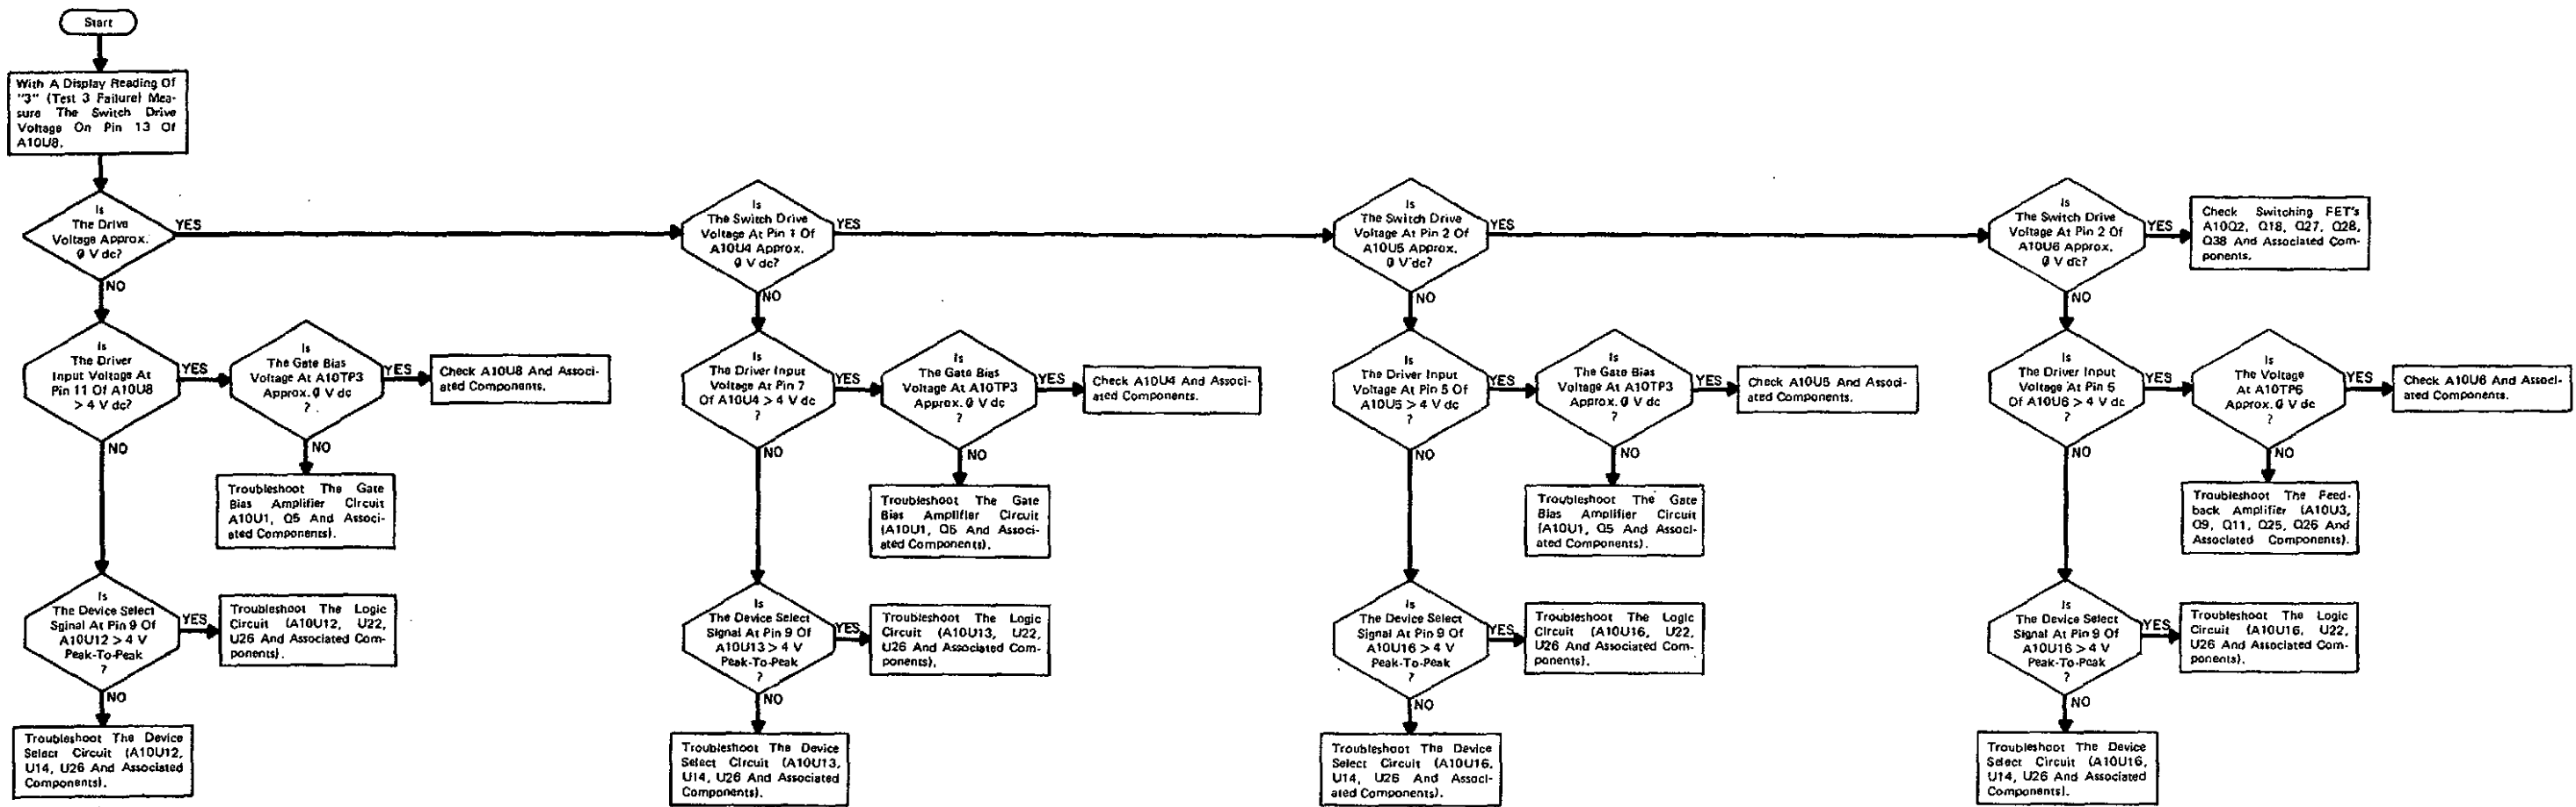 Start
With A Display Reading Of
"3" (Test 3 Failure) Mea-
sure The Switch Drive
Voltage On Pin 13 Of
A10U8.
Is
The Drive
Voltage Approx.
0 V dc?
YES
NO
Is
The Switch Drive
Voltage At Pin 1 Of
A10U4 Approx.
0 V dc?
YES
NO
Is
The Switch Drive
Voltage At Pin 2 Of
A10U5 Approx.
0 V dc?
YES
NO
Is
The Switch Drive
Voltage At Pin 2 Of
A10U6 Approx.
0 V dc?
YES
NO
Check Switching FET's
A10Q2, Q18, Q27, Q28,
Q38 And Associated Com-
ponents.
Is
The Driver
Input Voltage At
Pin 11 Of A10U8
> 4 V dc?
YES
NO
Is
The Gate Bias
Voltage At A10TP3
Approx. 0 V dc
?
YES
NO
Check A10U8 And Associ-
ated Components.
Troubleshoot The Gate
Bias Amplifier Circuit
A10U1, Q5 And Associ-
ated Components).
Is
The Driver Input
Voltage At Pin 7
Of A10U4 > 4 V dc
?
YES
NO
Is
The Gate Bias
Voltage At A10TP3
Approx. 0 V dc
?
YES
NO
Check A10U4 And Associ-
ated Components.
Troubleshoot The Gate
Bias Amplifier Circuit
(A10U1, Q5 And Associ-
ated Components).
Is
The Driver Input
Voltage At Pin 5 Of
A10U5 > 4 V dc
?
YES
NO
Is
The Gate Bias
Voltage At A10TP3
Approx. 0 V dc
?
YES
NO
Check A10U5 And Associ-
ated Components.
Troubleshoot The Gate
Bias Amplifier Circuit
(A10U1, Q5 And Associ-
ated Components).
Is
The Driver Input
Voltage At Pin 5
Of A10U6 > 4 V dc
?
YES
NO
Is
The Voltage
At A10TP6
Approx. 0 V dc
?
YES
NO
Check A10U6 And Associ-
ated Components.
Troubleshoot The Feed-
back Amplifier (A10U3,
Q9, Q11, Q25, Q26 And
Associated Components).
Is
The Device Select
Sginal At Pin 9 Of
A10U12 > 4 V
Peak-To-Peak
?
YES
NO
Troubleshoot The Logic
Circuit (A10U12, U22,
U26 And Associated Com-
ponents).
Troubleshoot The Device
Select Circuit (A10U12,
U14, U26 And Associated
Components).
Is
The Device Select
Signal At Pin 9 Of
A10U13 > 4 V
Peak-To-Peak
?
YES
NO
Troubleshoot The Logic
Circuit (A10U13, U22,
U26 And Associated Com-
ponents).
Troubleshoot The Device
Select Circuit (A10U13,
U14, U26 And Associated
Components).
Is
The Device Select
Signal At Pin 9 Of
A10U16 > 4 V
Peak-To-Peak
?
YES
NO
Troubleshoot The Logic
Circuit (A10U16, U22,
U26 And Associated Com-
ponents).
Troubleshoot The Device
Select Circuit (A10U16,
U14, U26 And Associ-
ated Components).
Is
The Device Select
Signal At Pin 9 Of
A10U16 > 4 V
Peak-To-Peak
?
YES
NO
Troubleshoot The Logic
Circuit (A10U16, U22,
U26 And Associated Com-
ponents).
Troubleshoot The Device
Select Circuit (A10U16,
U14, U26 And Associated
Components).